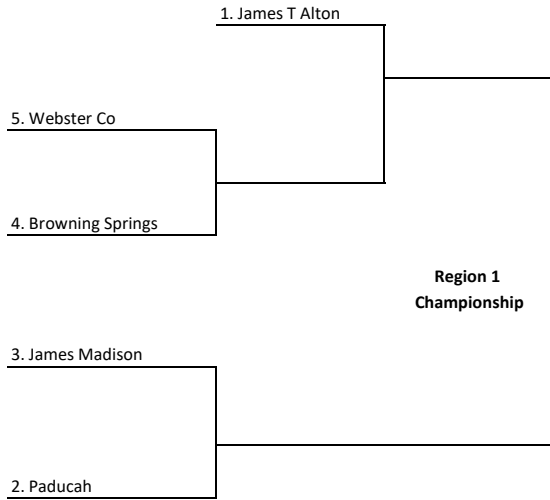 1. James T Alton
5. Webster Co
4. Browning Springs
Region 1
Championship
3. James Madison
2. Paducah